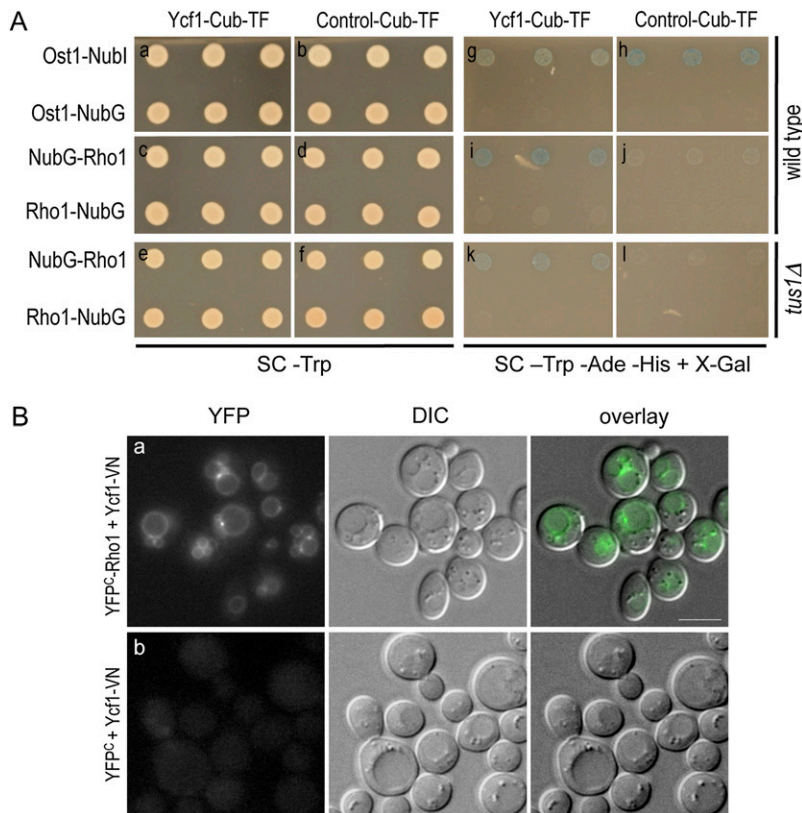 A
Ycf1-Cub-TF Control-Cub-TF Ycf1-Cub-TF Control-Cub-TF
Ost1-NubI a b g h
Ost1-NubG
NubG-Rho1 c d i j
Rho1-NubG
wild type
NubG-Rho1 e f k l
Rho1-NubG
tus1Δ
SC -Trp SC –Trp -Ade -His + X-Gal
B
YFP DIC overlay
YFPᶜ-Rho1 + Ycf1-VN
a
YFPᶜ + Ycf1-VN
b